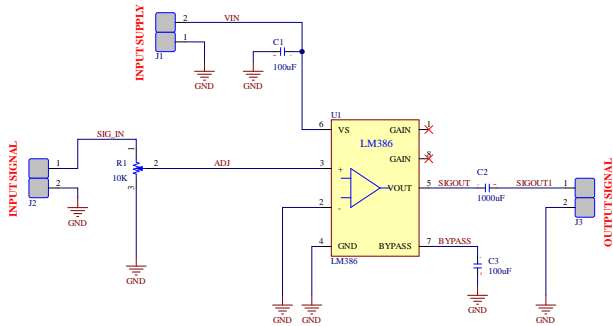 INPUT SUPPLY
2
VIN
1
J1
GND
C1
100uF
GND
U1
6
VS
GAIN
1
LM386
GAIN
8
INPUT SIGNAL
SIG_IN
1
1
R1
10K
2
ADJ
3
+
3
2
J2
GND
GND
VOUT
5
SIGOUT
C2
1000uF
SIGOUT1
1
2
J3
GND
OUTPUT SIGNAL
2
-
GND
4
GND
GND
BYPASS
7
BYPASS
LM386
C3
100uF
GND